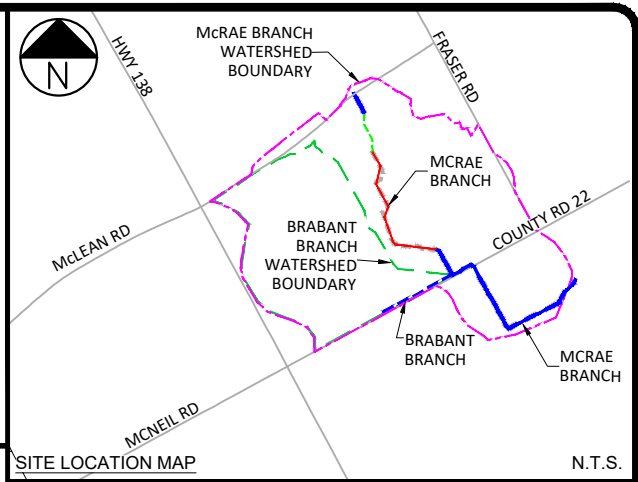 N
HWY 138
McRAE BRANCH
WATERSHED
BOUNDARY
FRASER RD
MCRAE
BRANCH
COUNTY RD 22
McLEAN RD
BRABANT
BRANCH
WATERSHED
BOUNDARY
BRABANT
BRANCH
MCRAE
BRANCH
MCNEIL RD
SITE LOCATION MAP
N.T.S.